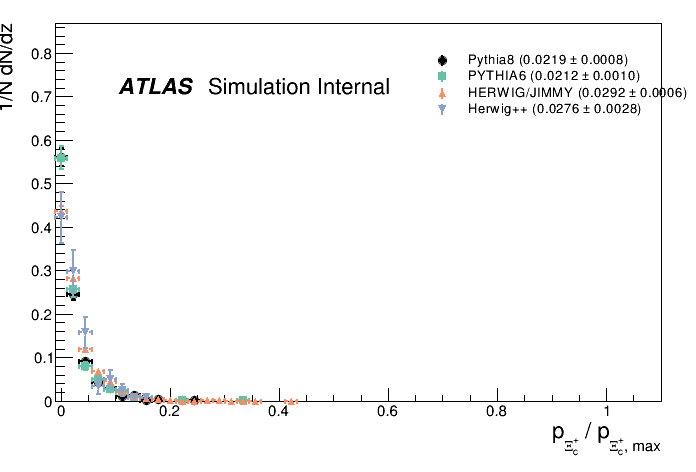 1/N dN/dz
0.8
0.7
0.6
0.5
0.4
0.3
0.2
0.1
0
ATLAS Simulation Internal
Pythia8 (0.0219 ± 0.0008)
PYTHIA6 (0.0212 ± 0.0010)
HERWIG/JIMMY (0.0292 ± 0.0006)
Herwig++ (0.0276 ± 0.0028)
0 0.2 0.4 0.6 0.8 1
p_Ξc+ / p_Ξc+, max